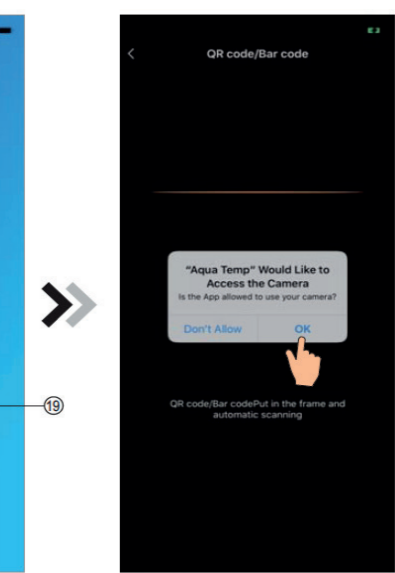 QR code/Bar code
"Aqua Temp" Would Like to
Access the Camera
Is the App allowed to use your camera?
Don't Allow
OK
⑲
QR code/Bar codePut in the frame and
automatic scanning